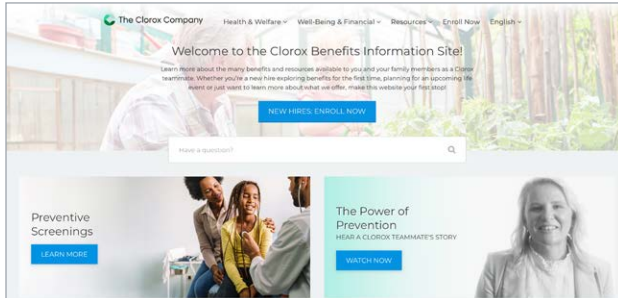 The Clorox Company
Health & Welfare
Well-Being & Financial
Resources
Enroll Now
English
Welcome to the Clorox Benefits Information Site!
Learn more about the many benefits and resources available to you and your family members as a Clorox
teammate. Whether you're a new hire exploring benefits for the first time, planning for an upcoming life
event or just want to learn more about what we offer, make this website your first stop!
NEW HIRES: ENROLL NOW
Have a question?
Preventive
Screenings
LEARN MORE
The Power of
Prevention
HEAR A CLOROX TEAMMATE'S STORY
WATCH NOW